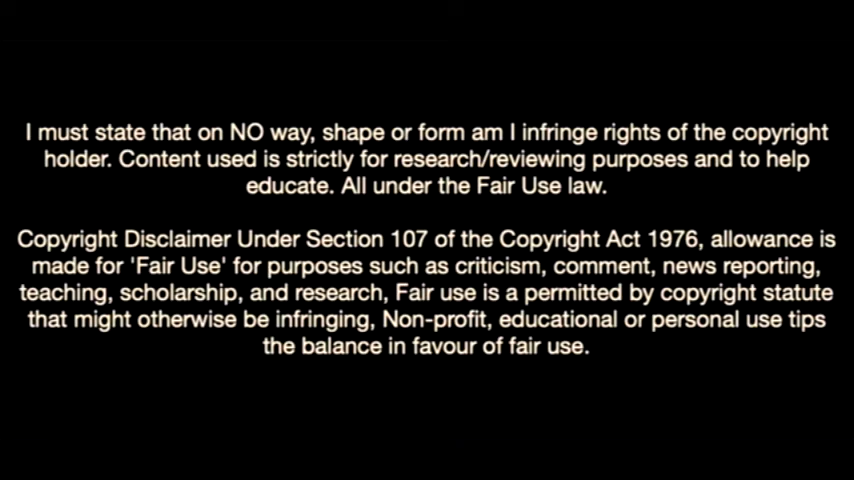 I must state that on NO way, shape or form am I infringe rights of the copyright
holder. Content used is strictly for research/reviewing purposes and to help
educate. All under the Fair Use law.
Copyright Disclaimer Under Section 107 of the Copyright Act 1976, allowance is
made for 'Fair Use' for purposes such as criticism, comment, news reporting,
teaching, scholarship, and research, Fair use is a permitted by copyright statute
that might otherwise be infringing, Non-profit, educational or personal use tips
the balance in favour of fair use.